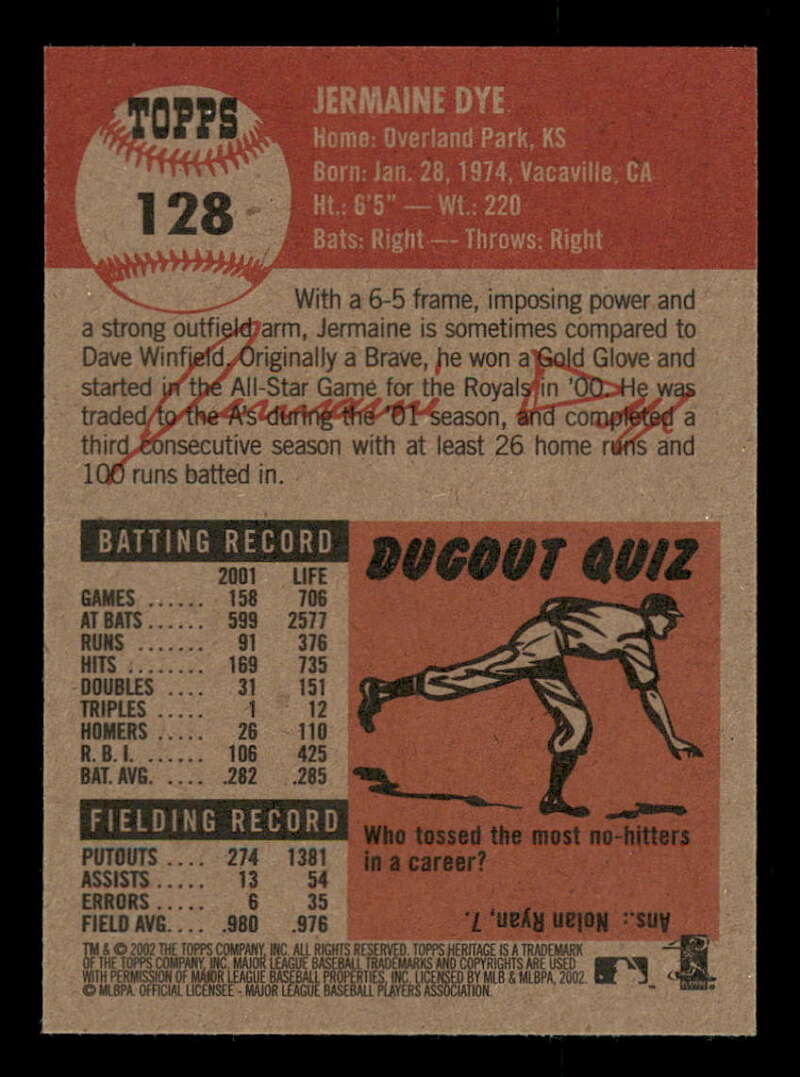 TOPPS
128
JERMAINE DYE
Home: Overland Park, KS
Born: Jan. 28, 1974, Vacaville, CA
Ht.: 6'5" — Wt.: 220
Bats: Right — Throws: Right
With a 6-5 frame, imposing power and
a strong outfield arm, Jermaine is sometimes compared to
Dave Winfield. Originally a Brave, he won a Gold Glove and
started in the All-Star Game for the Royals in '00. He was
traded to the A's during the '01 season, and completed a
third consecutive season with at least 26 home runs and
100 runs batted in.
Jermaine Dye
BATTING RECORD
2001 LIFE
GAMES ...... 158 706
AT BATS ...... 599 2577
RUNS ....... 91 376
HITS ........ 169 735
DOUBLES .... 31 151
TRIPLES ..... 1 12
HOMERS ..... 26 110
R. B. I. ...... 106 425
BAT. AVG. .... .282 .285
FIELDING RECORD
PUTOUTS .... 274 1381
ASSISTS ..... 13 54
ERRORS ..... 6 35
FIELD AVG. ... .980 .976
DUGOUT QUIZ
Who tossed the most no-hitters
in a career?
Ans.: Nolan Ryan, 7.
TM & © 2002 THE TOPPS COMPANY, INC. ALL RIGHTS RESERVED. TOPPS HERITAGE IS A TRADEMARK
OF THE TOPPS COMPANY, INC. MAJOR LEAGUE BASEBALL TRADEMARKS AND COPYRIGHTS ARE USED
WITH PERMISSION OF MAJOR LEAGUE BASEBALL PROPERTIES, INC. LICENSED BY MLB & MLBPA, 2002.
© MLBPA. OFFICIAL LICENSEE - MAJOR LEAGUE BASEBALL PLAYERS ASSOCIATION.